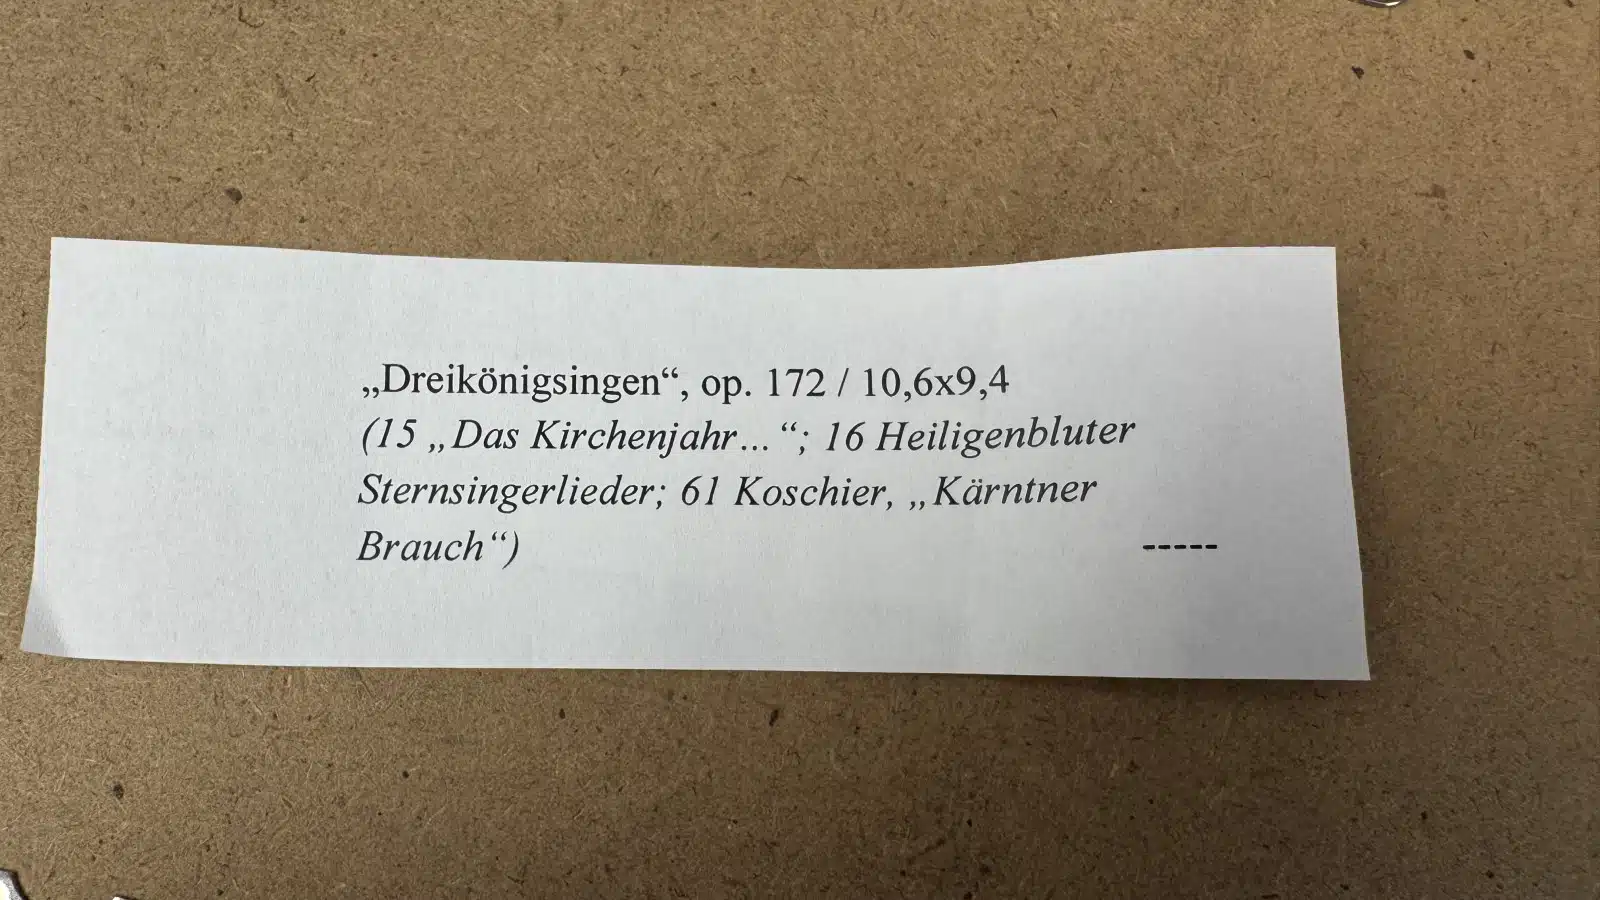 „Dreikönigsingen“, op. 172 / 10,6x9,4
(15 „Das Kirchenjahr… “; 16 Heiligenbluter
Sternsingerlieder; 61 Koschier, „Kärntner
Brauch“) -----